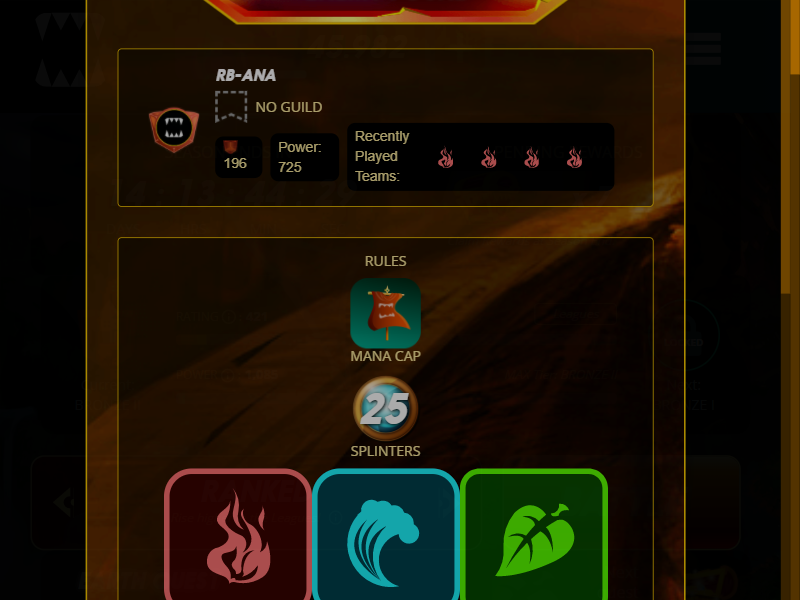 RB-ANA
NO GUILD
196
Power:
725
Recently
Played
Teams:
RULES
MANA CAP
25
SPLINTERS